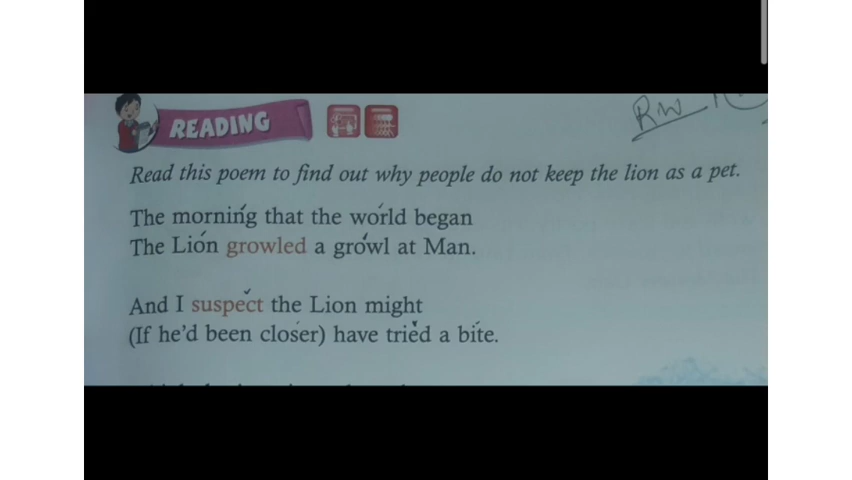 READING
RW
Read this poem to find out why people do not keep the lion as a pet.
The morning that the world began
The Lion growled a growl at Man.
And I suspect the Lion might
(If he'd been closer) have tried a bite.